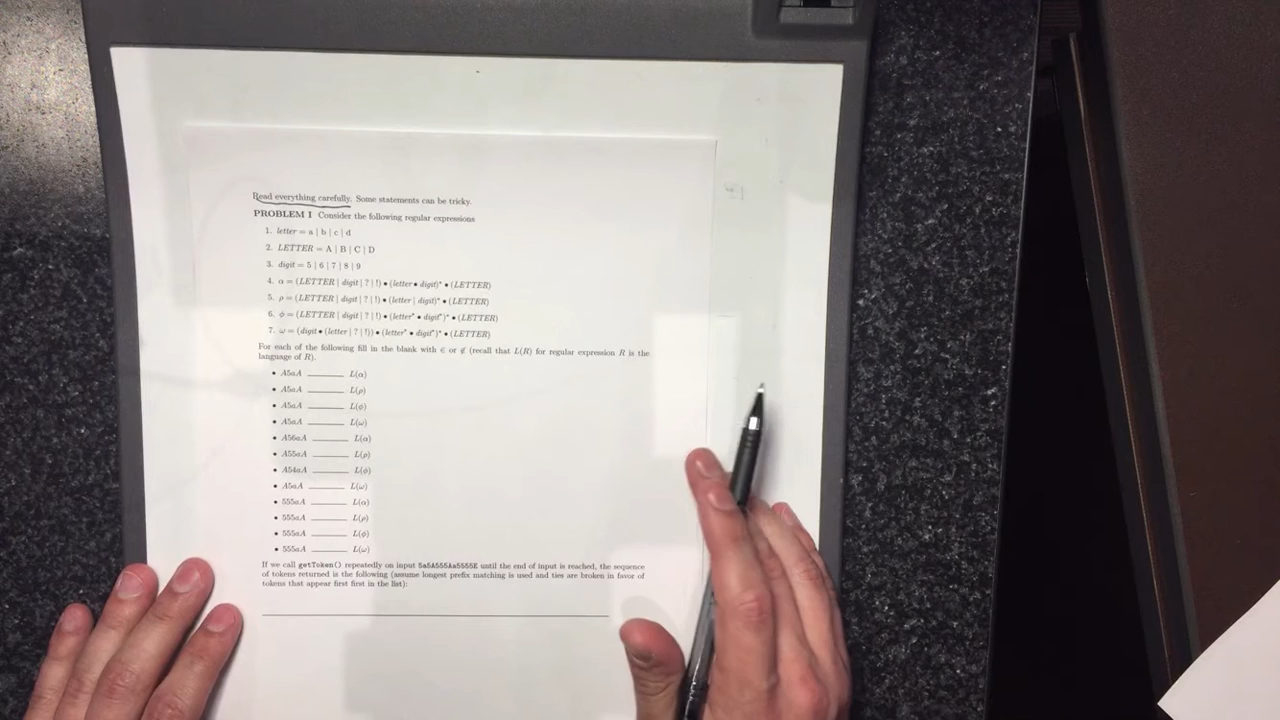 Read everything carefully. Some statements can be tricky.
PROBLEM I Consider the following regular expressions
1. letter = a | b | c | d
2. LETTER = A | B | C | D
3. digit = 5 | 6 | 7 | 8 | 9
4. α = (LETTER | digit | ? | !) • (letter • digit)* • (LETTER)
5. ρ = (LETTER | digit | ? | !) • (letter | digit)* • (LETTER)
6. ϕ = (LETTER | digit | ? | !) • (letter* • digit*)* • (LETTER)
7. ω = (digit • (letter | ? | !)) • (letter* • digit*)* • (LETTER)
For each of the following fill in the blank with ∈ or ∉ (recall that L(R) for regular expression R is the
language of R).
• A5aA ______ L(α)
• A5aA ______ L(ρ)
• A5aA ______ L(ϕ)
• A5aA ______ L(ω)
• A56aA ______ L(α)
• A55aA ______ L(ρ)
• A54aA ______ L(ϕ)
• A5aA ______ L(ω)
• 555aA ______ L(α)
• 555aA ______ L(ρ)
• 555aA ______ L(ϕ)
• 555aA ______ L(ω)
If we call getToken() repeatedly on input 5a5A555Aa5555E until the end of input is reached, the sequence
of tokens returned is the following (assume longest prefix matching is used and ties are broken in favor of
tokens that appear first first in the list):